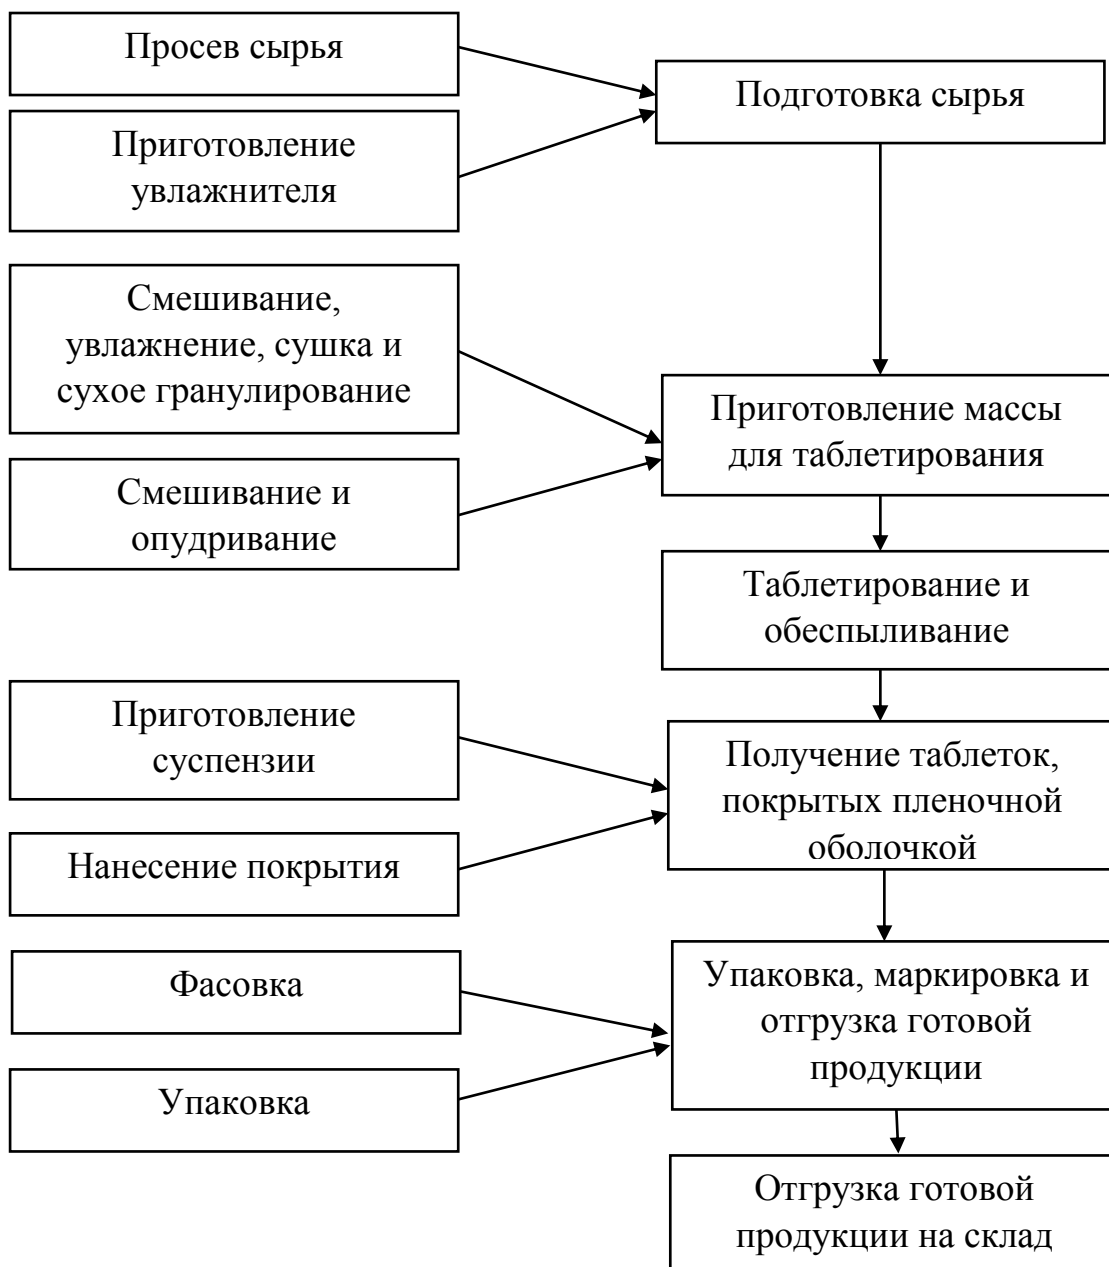 Просев сырья
Подготовка сырья
Приготовление
увлажнителя
Смешивание,
увлажнение, сушка и
сухое гранулирование
Приготовление массы
для таблетирования
Смешивание и
опудривание
Таблетирование и
обеспыливание
Приготовление
суспензии
Получение таблеток,
покрытых пленочной
оболочкой
Нанесение покрытия
Фасовка
Упаковка, маркировка и
отгрузка готовой
продукции
Упаковка
Отгрузка готовой
продукции на склад